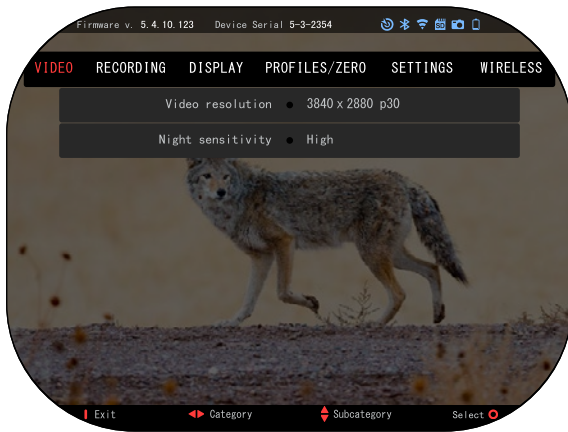 Firmware v. 5.4.10.123 Device Serial 5-3-2354
VIDEO RECORDING DISPLAY PROFILES/ZERO SETTINGS WIRELESS
Video resolution ● 3840 x 2880 p30
Night sensitivity ● High
Exit Category Subcategory Select